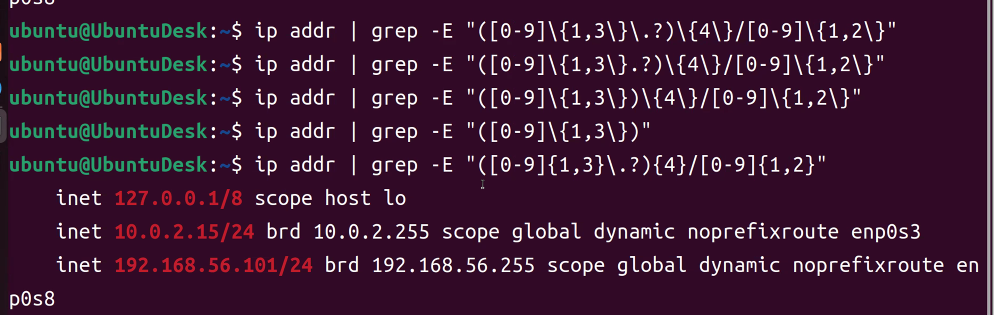 p0s8
ubuntu@UbuntuDesk:~$ ip addr | grep -E "([0-9]\{1,3\}\.?)\{4\}/[0-9]\{1,2\}"
ubuntu@UbuntuDesk:~$ ip addr | grep -E "([0-9]\{1,3\}.?)\{4\}/[0-9]\{1,2\}"
ubuntu@UbuntuDesk:~$ ip addr | grep -E "([0-9]\{1,3\})\{4\}/[0-9]\{1,2\}"
ubuntu@UbuntuDesk:~$ ip addr | grep -E "([0-9]\{1,3\})"
ubuntu@UbuntuDesk:~$ ip addr | grep -E "([0-9]{1,3}\.?){4}/[0-9]{1,2}"
    inet 127.0.0.1/8 scope host lo
    inet 10.0.2.15/24 brd 10.0.2.255 scope global dynamic noprefixroute enp0s3
    inet 192.168.56.101/24 brd 192.168.56.255 scope global dynamic noprefixroute en
p0s8